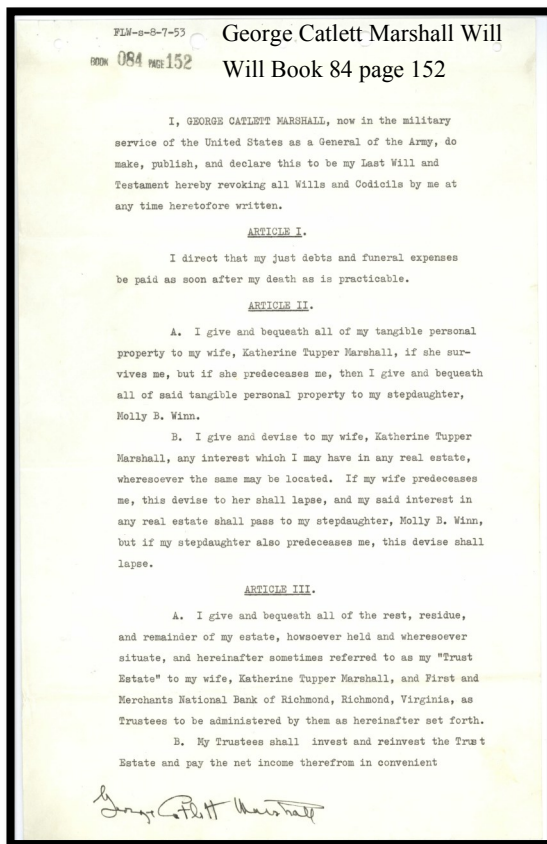 FLW-s-8-7-53
George Catlett Marshall Will
BOOK 084 PAGE 152
Will Book 84 page 152
I, GEORGE CATLETT MARSHALL, now in the military
service of the United States as a General of the Army, do
make, publish, and declare this to be my Last Will and
Testament hereby revoking all Wills and Codicils by me at
any time heretofore written.
ARTICLE I.
I direct that my just debts and funeral expenses
be paid as soon after my death as is practicable.
ARTICLE II.
A. I give and bequeath all of my tangible personal
property to my wife, Katherine Tupper Marshall, if she sur-
vives me, but if she predeceases me, then I give and bequeath
all of said tangible personal property to my stepdaughter,
Molly B. Winn.
B. I give and devise to my wife, Katherine Tupper
Marshall, any interest which I may have in any real estate,
wheresoever the same may be located. If my wife predeceases
me, this devise to her shall lapse, and my said interest in
any real estate shall pass to my stepdaughter, Molly B. Winn,
but if my stepdaughter also predeceases me, this devise shall
lapse.
ARTICLE III.
A. I give and bequeath all of the rest, residue,
and remainder of my estate, howsoever held and wheresoever
situate, and hereinafter sometimes referred to as my "Trust
Estate" to my wife, Katherine Tupper Marshall, and First and
Merchants National Bank of Richmond, Richmond, Virginia, as
Trustees to be administered by them as hereinafter set forth.
B. My Trustees shall invest and reinvest the Trust
Estate and pay the net income therefrom in convenient
George Catlett Marshall